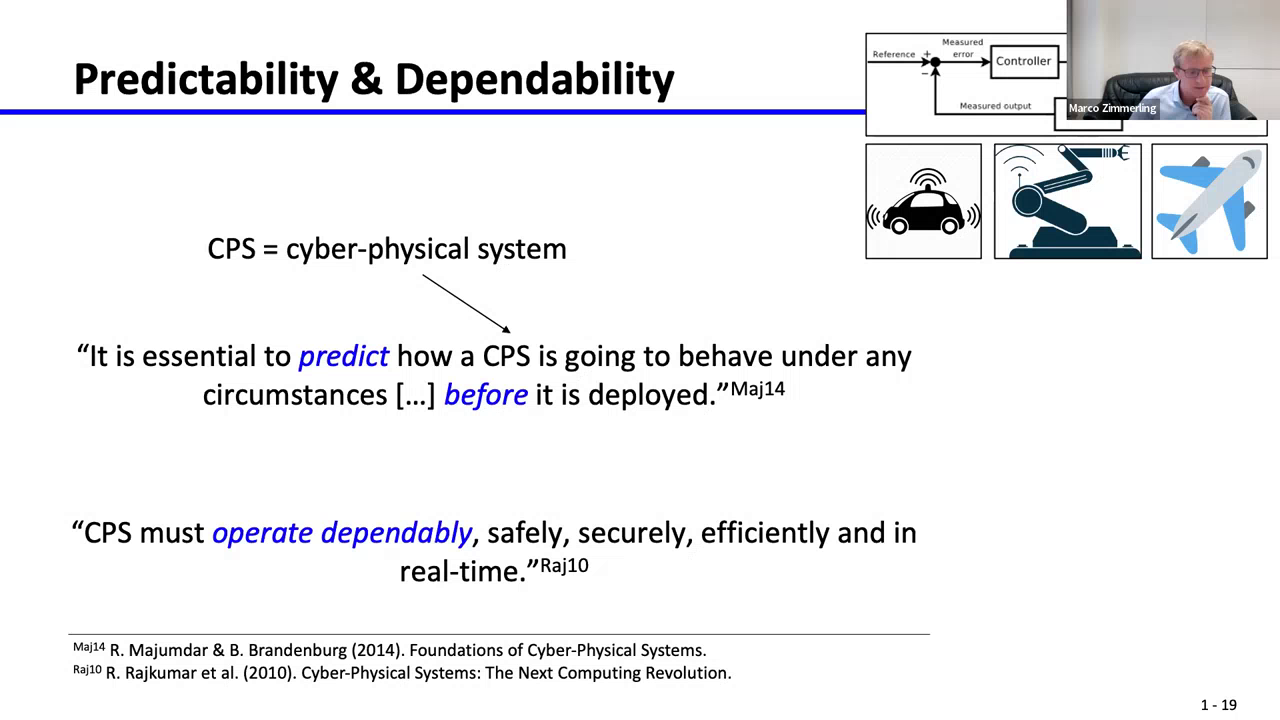 Predictability & Dependability
Reference
+
−
Measured
error
Controller
Measured output
Marco Zimmerling
CPS = cyber-physical system
“It is essential to predict how a CPS is going to behave under any
circumstances […] before it is deployed.”Maj14
“CPS must operate dependably, safely, securely, efficiently and in
real-time.”Raj10
Maj14 R. Majumdar & B. Brandenburg (2014). Foundations of Cyber-Physical Systems.
Raj10 R. Rajkumar et al. (2010). Cyber-Physical Systems: The Next Computing Revolution.
1 - 19